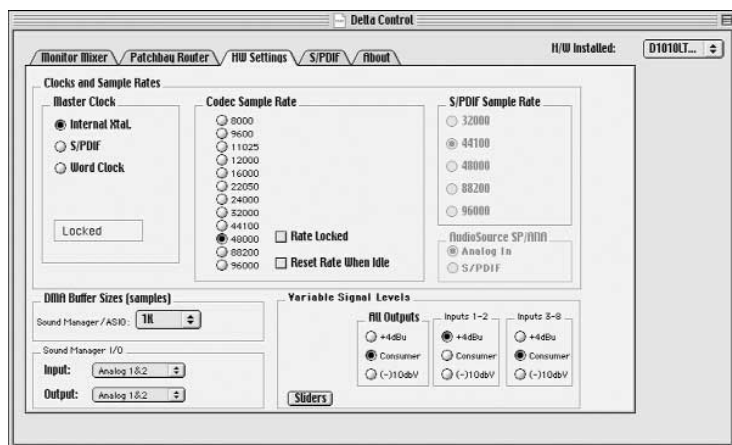 Delta Control
H/W Installed: D1010LT...
Monitor Mixer
Patchbay Router
HW Settings
S/PDIF
About
Clocks and Sample Rates
Master Clock
Internal Xtal.
S/PDIF
Word Clock
Locked
Codec Sample Rate
8000
9600
11025
12000
16000
22050
24000
32000
44100
48000
88200
96000
Rate Locked
Reset Rate When Idle
S/PDIF Sample Rate
32000
44100
48000
88200
96000
AudioSource SP/ANA
Analog In
S/PDIF
DMA Buffer Sizes (samples)
Sound Manager/ASIO: 1K
Sound Manager I/O
Input: Analog 1&2
Output: Analog 1&2
Variable Signal Levels
All Outputs
+4dBu
Consumer
(-)10dbV
Inputs 1-2
+4dBu
Consumer
(-)10dbV
Inputs 3-8
+4dBu
Consumer
(-)10dbV
Sliders